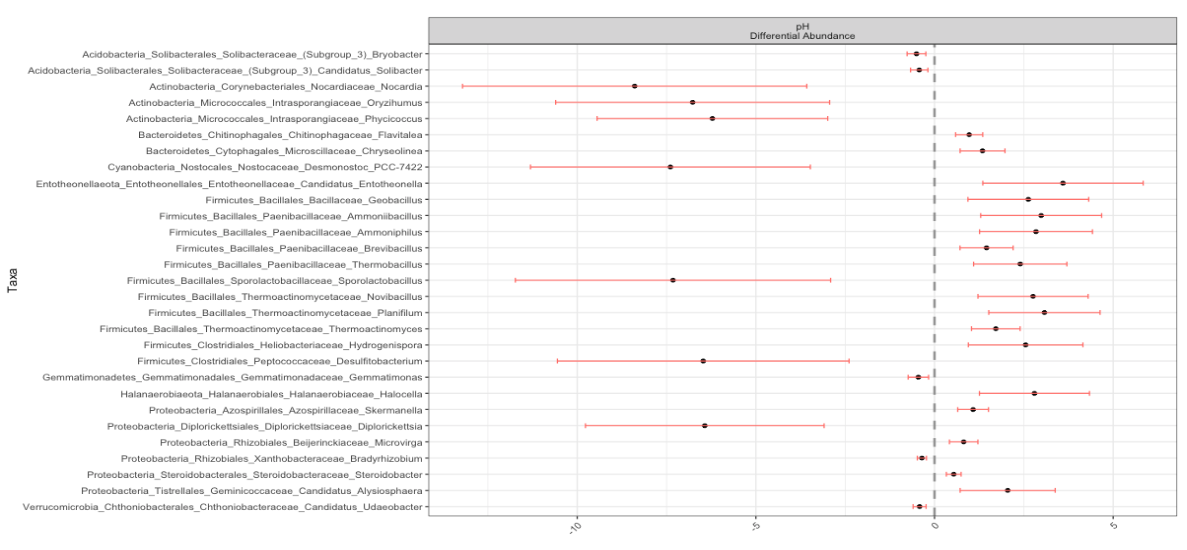 pH
Differential Abundance
Taxa
Acidobacteria_Solibacterales_Solibacteraceae_(Subgroup_3)_Bryobacter
Acidobacteria_Solibacterales_Solibacteraceae_(Subgroup_3)_Candidatus_Solibacter
Actinobacteria_Corynebacteriales_Nocardiaceae_Nocardia
Actinobacteria_Micrococcales_Intrasporangiaceae_Oryzihumus
Actinobacteria_Micrococcales_Intrasporangiaceae_Phycicoccus
Bacteroidetes_Chitinophagales_Chitinophagaceae_Flavitalea
Bacteroidetes_Cytophagales_Microscillaceae_Chryseolinea
Cyanobacteria_Nostocales_Nostocaceae_Desmonostoc_PCC-7422
Entotheonellaeota_Entotheonellales_Entotheonellaceae_Candidatus_Entotheonella
Firmicutes_Bacillales_Bacillaceae_Geobacillus
Firmicutes_Bacillales_Paenibacillaceae_Ammoniibacillus
Firmicutes_Bacillales_Paenibacillaceae_Ammoniphilus
Firmicutes_Bacillales_Paenibacillaceae_Brevibacillus
Firmicutes_Bacillales_Paenibacillaceae_Thermobacillus
Firmicutes_Bacillales_Sporolactobacillaceae_Sporolactobacillus
Firmicutes_Bacillales_Thermoactinomycetaceae_Novibacillus
Firmicutes_Bacillales_Thermoactinomycetaceae_Planifilum
Firmicutes_Bacillales_Thermoactinomycetaceae_Thermoactinomyces
Firmicutes_Clostridiales_Heliobacteriaceae_Hydrogenispora
Firmicutes_Clostridiales_Peptococcaceae_Desulfitobacterium
Gemmatimonadetes_Gemmatimonadales_Gemmatimonadaceae_Gemmatimonas
Halanaerobiaeota_Halanaerobiales_Halanaerobiaceae_Halocella
Proteobacteria_Azospirillales_Azospirillaceae_Skermanella
Proteobacteria_Diplorickettsiales_Diplorickettsiaceae_Diplorickettsia
Proteobacteria_Rhizobiales_Beijerinckiaceae_Microvirga
Proteobacteria_Rhizobiales_Xanthobacteraceae_Bradyrhizobium
Proteobacteria_Steroidobacterales_Steroidobacteraceae_Steroidobacter
Proteobacteria_Tistrellales_Geminicoccaceae_Candidatus_Alysiosphaera
Verrucomicrobia_Chthoniobacterales_Chthoniobacteraceae_Candidatus_Udaeobacter
-10
-5
0
5